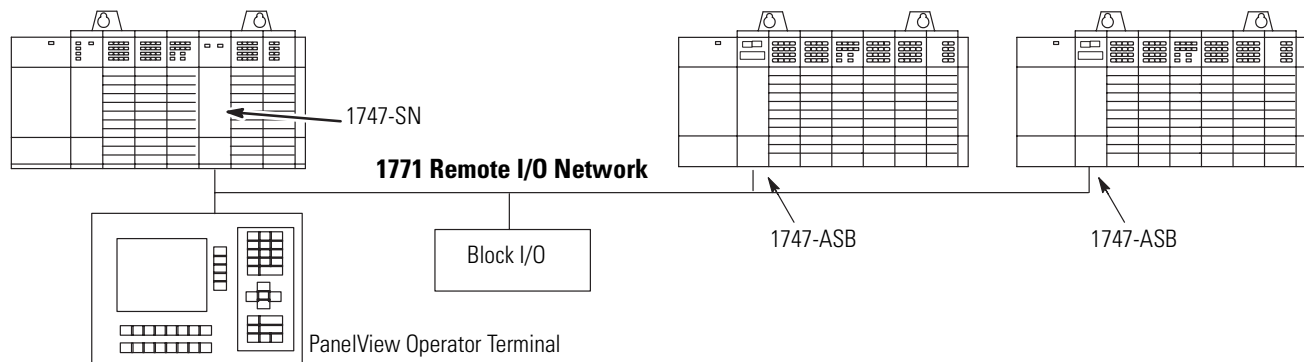 1747-SN
1771 Remote I/O Network
1747-ASB
1747-ASB
Block I/O
PanelView Operator Terminal